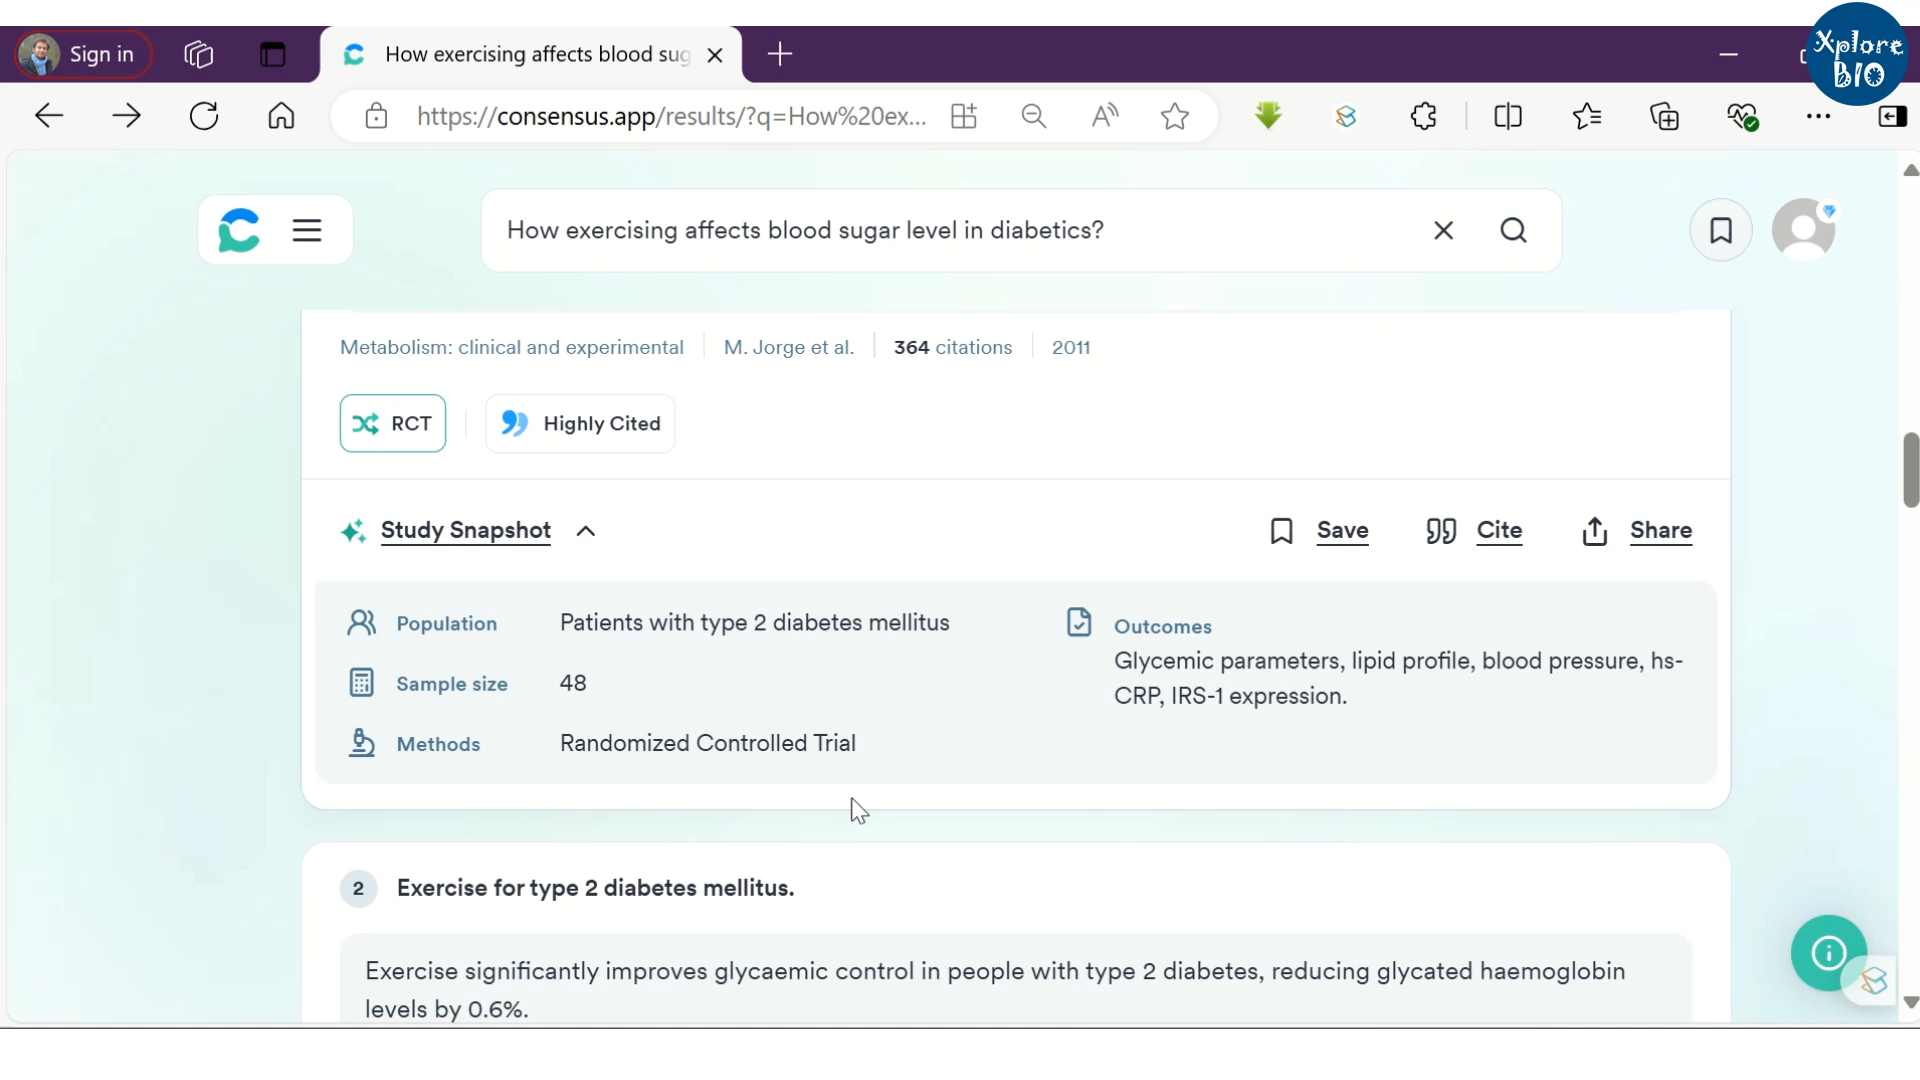 Sign in
How exercising affects blood sug
Xplore
BIO
https://consensus.app/results/?q=How%20ex...
How exercising affects blood sugar level in diabetics?
Metabolism: clinical and experimental
M. Jorge et al.
364 citations
2011
RCT
Highly Cited
Study Snapshot
Save
Cite
Share
Population
Patients with type 2 diabetes mellitus
Sample size
48
Methods
Randomized Controlled Trial
Outcomes
Glycemic parameters, lipid profile, blood pressure, hs-
CRP, IRS-1 expression.
2
Exercise for type 2 diabetes mellitus.
Exercise significantly improves glycaemic control in people with type 2 diabetes, reducing glycated haemoglobin
levels by 0.6%.